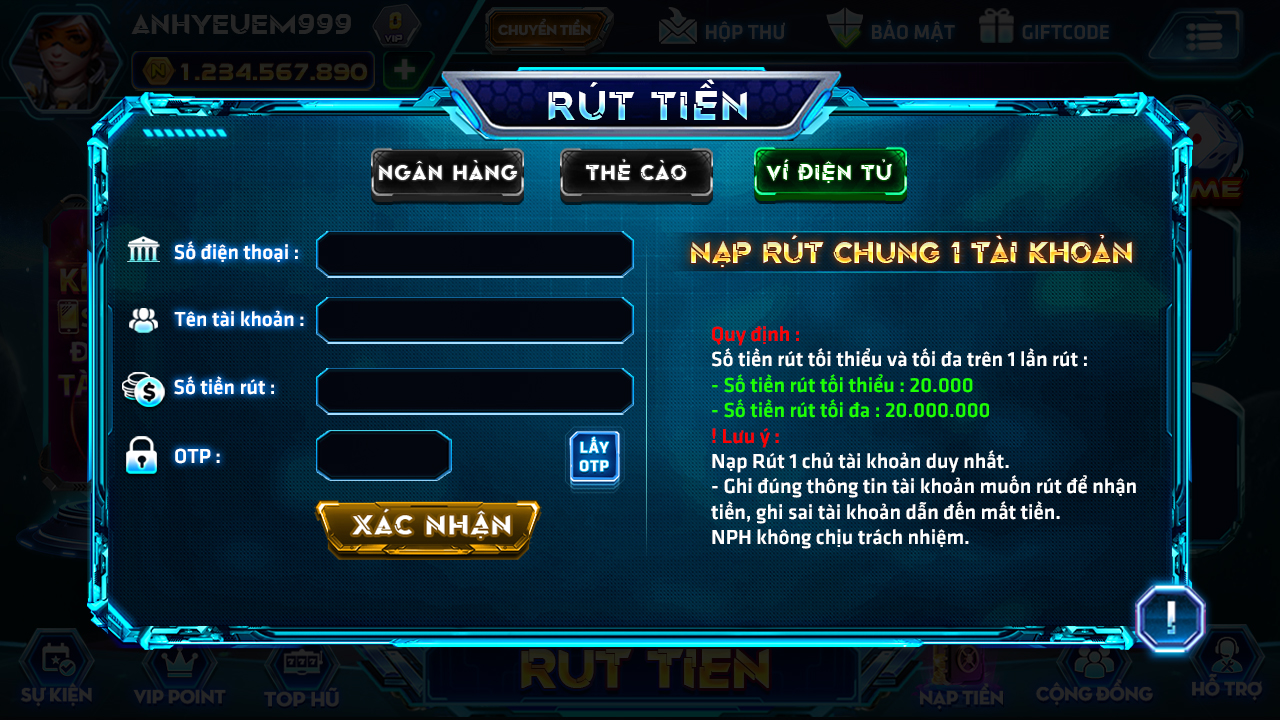 ANHYEUEM999
VIP
CHUYỂN TIỀN
HỘP THƯ
BẢO MẬT
GIFTCODE
1.234.567.890
RÚT TIỀN
NGÂN HÀNG
THẺ CÀO
VÍ ĐIỆN TỬ
Số điện thoại :
Tên tài khoản :
Số tiền rút :
OTP :
LẤY
OTP
XÁC NHẬN
NẠP RÚT CHUNG 1 TÀI KHOẢN
Quy định :
Số tiền rút tối thiểu và tối đa trên 1 lần rút :
- Số tiền rút tối thiểu : 20.000
- Số tiền rút tối đa : 20.000.000
! Lưu ý :
Nạp Rút 1 chủ tài khoản duy nhất.
- Ghi đúng thông tin tài khoản muốn rút để nhận
tiền, ghi sai tài khoản dẫn đến mất tiền.
NPH không chịu trách nhiệm.
!
SỰ KIỆN
VIP POINT
777
TOP HŨ
RÚT TIỀN
NẠP TIỀN
CỘNG ĐỒNG
HỖ TRỢ